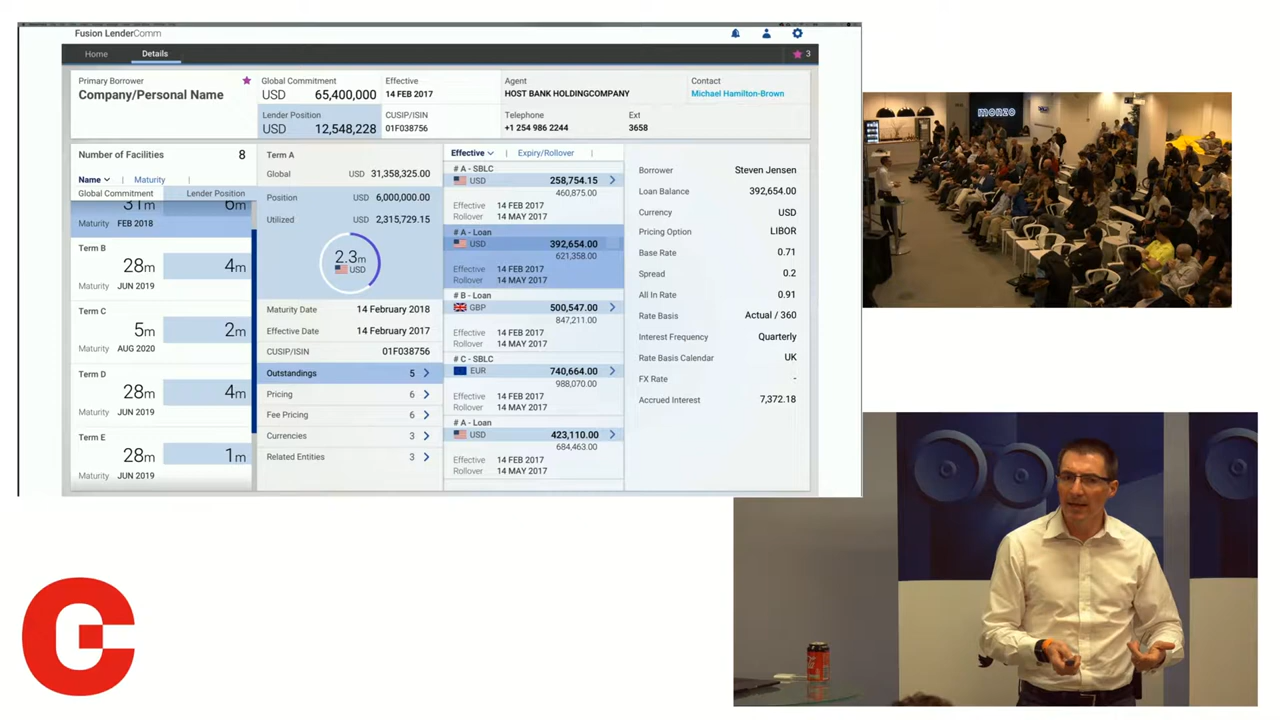 Fusion LenderComm
Home Details 3
Primary Borrower
Company/Personal Name
Global Commitment
USD 65,400,000
Lender Position
USD 12,548,228
Effective
14 FEB 2017
CUSIP/ISIN
01F038756
Agent
HOST BANK HOLDINGCOMPANY
Telephone
+1 254 986 2244
Ext
3658
Contact
Michael Hamilton-Brown
Number of Facilities 8
Name Maturity
Global Commitment Lender Position
31m 6m
Maturity FEB 2018
Term B
28m 4m
Maturity JUN 2019
Term C
5m 2m
Maturity AUG 2020
Term D
28m 4m
Maturity JUN 2019
Term E
28m 1m
Maturity JUN 2019
Term A
Global USD 31,358,325.00
Position USD 6,000,000.00
Utilized USD 2,315,729.15
2.3m
USD
Maturity Date 14 February 2018
Effective Date 14 February 2017
CUSIP/ISIN 01F038756
Outstandings 5
Pricing 6
Fee Pricing 6
Currencies 3
Related Entities 3
Effective Expiry/Rollover
# A - SBLC
USD 258,754.15
460,875.00
Effective 14 FEB 2017
Rollover 14 MAY 2017
# A - Loan
USD 392,654.00
621,358.00
Effective 14 FEB 2017
Rollover 14 MAY 2017
# B - Loan
GBP 500,547.00
847,211.00
Effective 14 FEB 2017
Rollover 14 MAY 2017
# C - SBLC
EUR 740,664.00
988,070.00
Effective 14 FEB 2017
Rollover 14 MAY 2017
# A - Loan
USD 423,110.00
684,463.00
Effective 14 FEB 2017
Rollover 14 MAY 2017
Borrower Steven Jensen
Loan Balance 392,654.00
Currency USD
Pricing Option LIBOR
Base Rate 0.71
Spread 0.2
All In Rate 0.91
Rate Basis Actual / 360
Interest Frequency Quarterly
Rate Basis Calendar UK
FX Rate -
Accrued Interest 7,372.18
monzo